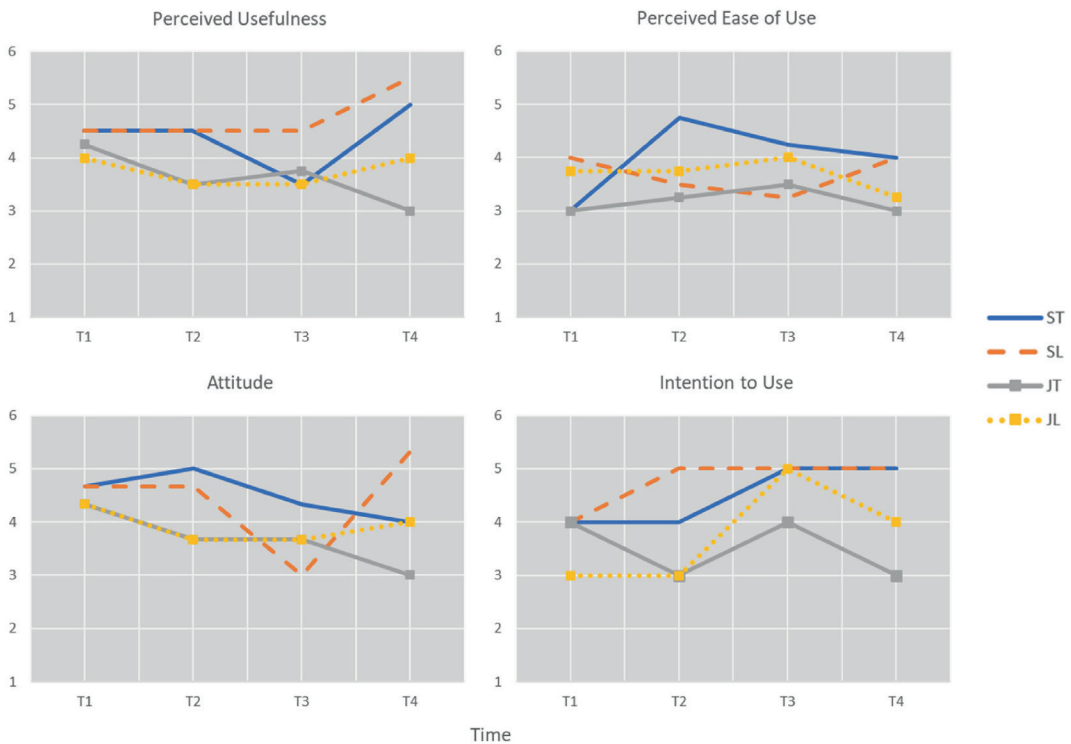 Perceived Usefulness
6
5
4
3
2
1
T1 T2 T3 T4
Perceived Ease of Use
6
5
4
3
2
1
T1 T2 T3 T4
Attitude
6
5
4
3
2
1
T1 T2 T3 T4
Intention to Use
6
5
4
3
2
1
T1 T2 T3 T4
ST
SL
JT
JL
Time